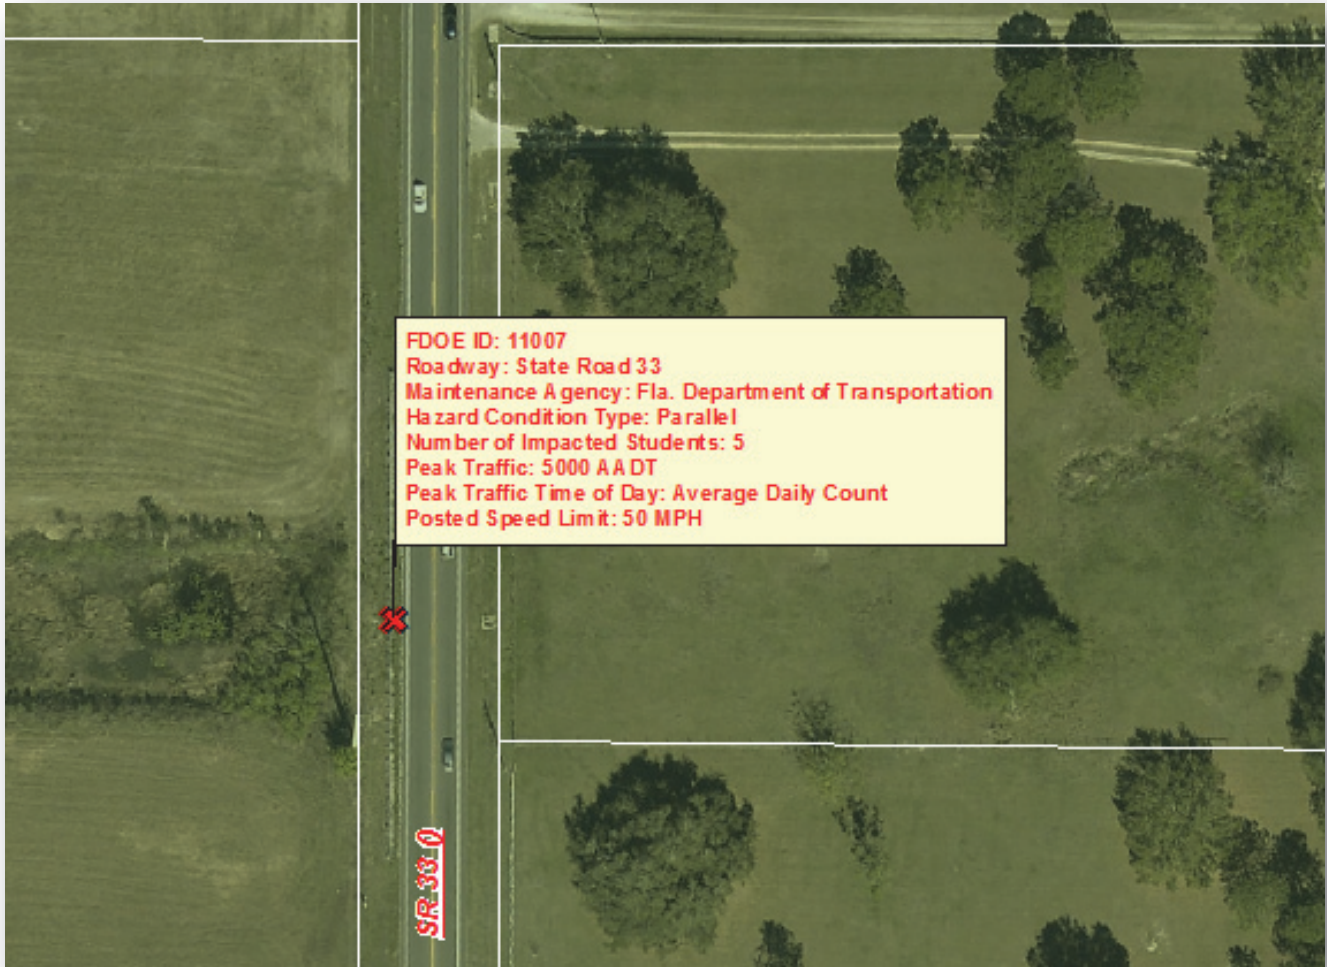 FDOE ID: 11007
Roadway: State Road 33
Maintenance Agency: Fla. Department of Transportation
Hazard Condition Type: Parallel
Number of Impacted Students: 5
Peak Traffic: 5000 AADT
Peak Traffic Time of Day: Average Daily Count
Posted Speed Limit: 50 MPH
SR 33 ()